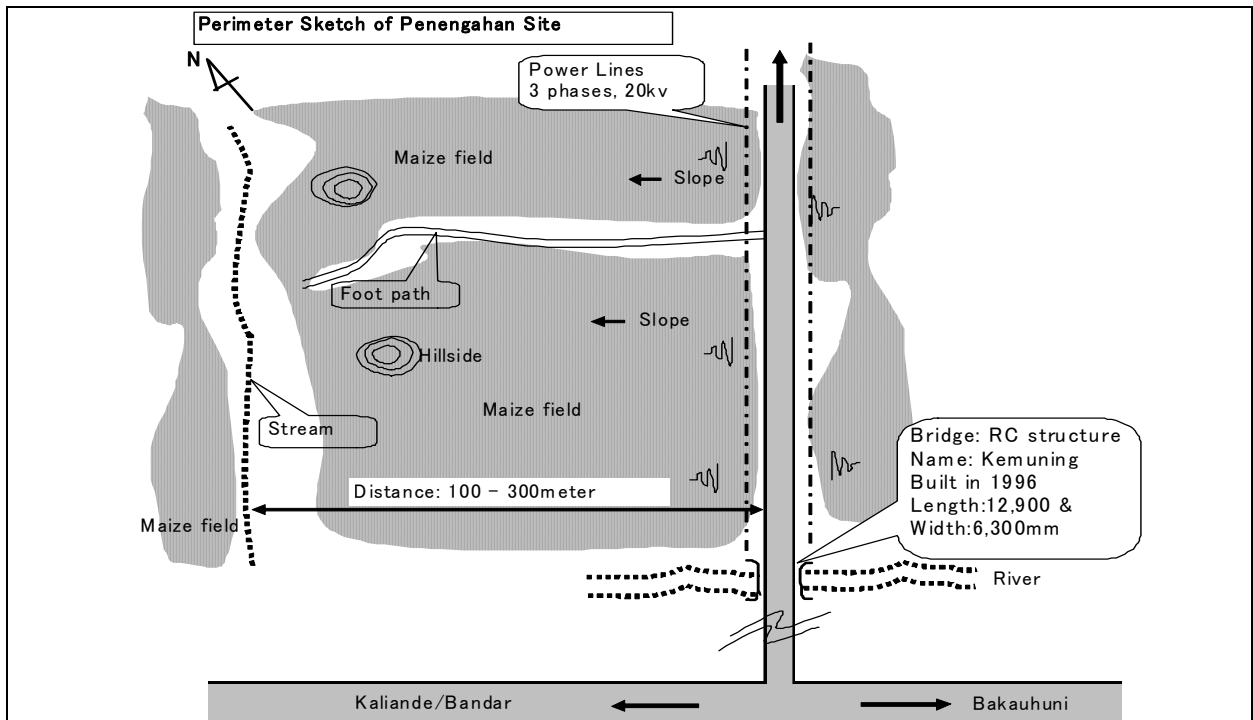 Perimeter Sketch of Penengahan Site
N
Power Lines
3 phases, 20kv
Maize field
Slope
Foot path
Slope
Hillside
Maize field
Stream
Bridge: RC structure
Name: Kemuning
Built in 1996
Length:12,900 &
Width:6,300mm
Distance: 100 - 300meter
Maize field
River
Kaliande/Bandar
Bakauhuni